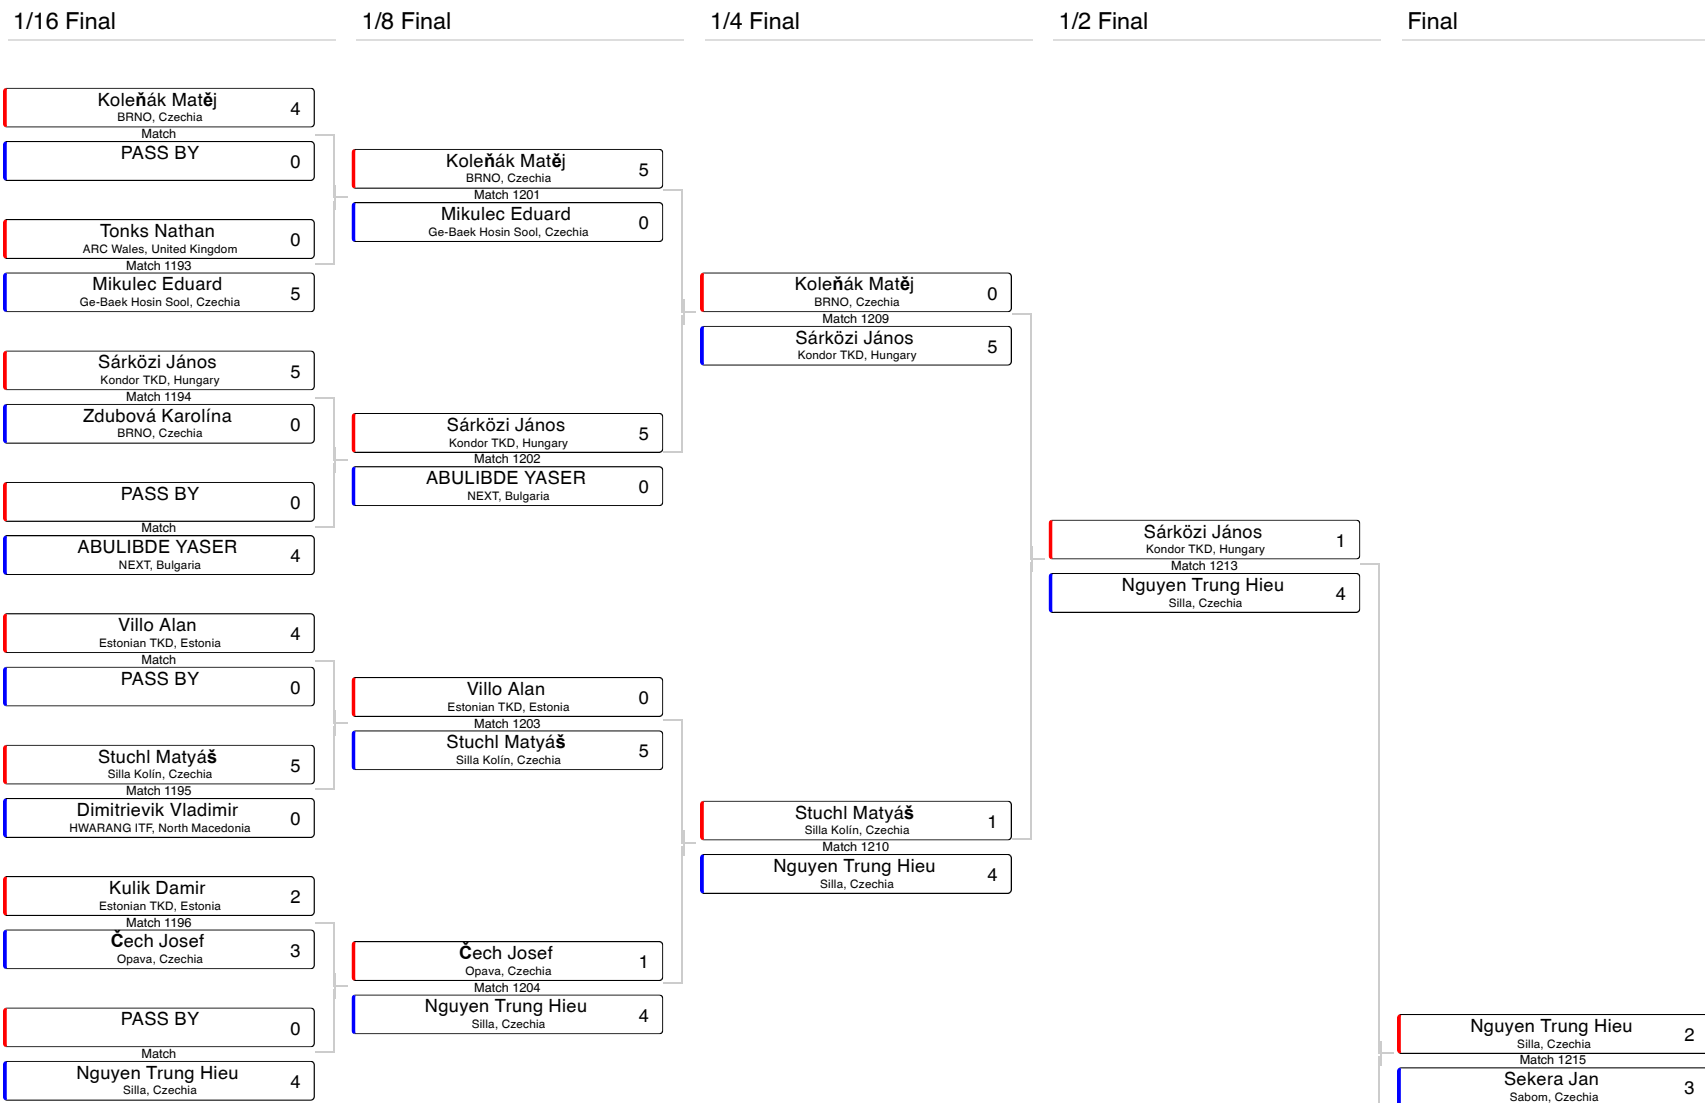 1/16 Final
1/8 Final
1/4 Final
1/2 Final
Final
Koleňák Matěj
BRNO, Czechia
4
Match
PASS BY
0
Tonks Nathan
ARC Wales, United Kingdom
0
Match 1193
Mikulec Eduard
Ge-Baek Hosin Sool, Czechia
5
Sárközi János
Kondor TKD, Hungary
5
Match 1194
Zdubová Karolína
BRNO, Czechia
0
PASS BY
0
Match
ABULIBDE YASER
NEXT, Bulgaria
4
Villo Alan
Estonian TKD, Estonia
4
Match
PASS BY
0
Stuchl Matyáš
Silla Kolín, Czechia
5
Match 1195
Dimitrievik Vladimir
HWARANG ITF, North Macedonia
0
Kulik Damir
Estonian TKD, Estonia
2
Match 1196
Čech Josef
Opava, Czechia
3
PASS BY
0
Match
Nguyen Trung Hieu
Silla, Czechia
4
Koleňák Matěj
BRNO, Czechia
5
Match 1201
Mikulec Eduard
Ge-Baek Hosin Sool, Czechia
0
Sárközi János
Kondor TKD, Hungary
5
Match 1202
ABULIBDE YASER
NEXT, Bulgaria
0
Villo Alan
Estonian TKD, Estonia
0
Match 1203
Stuchl Matyáš
Silla Kolín, Czechia
5
Čech Josef
Opava, Czechia
1
Match 1204
Nguyen Trung Hieu
Silla, Czechia
4
Koleňák Matěj
BRNO, Czechia
0
Match 1209
Sárközi János
Kondor TKD, Hungary
5
Stuchl Matyáš
Silla Kolín, Czechia
1
Match 1210
Nguyen Trung Hieu
Silla, Czechia
4
Sárközi János
Kondor TKD, Hungary
1
Match 1213
Nguyen Trung Hieu
Silla, Czechia
4
Nguyen Trung Hieu
Silla, Czechia
2
Match 1215
Sekera Jan
Sabom, Czechia
3